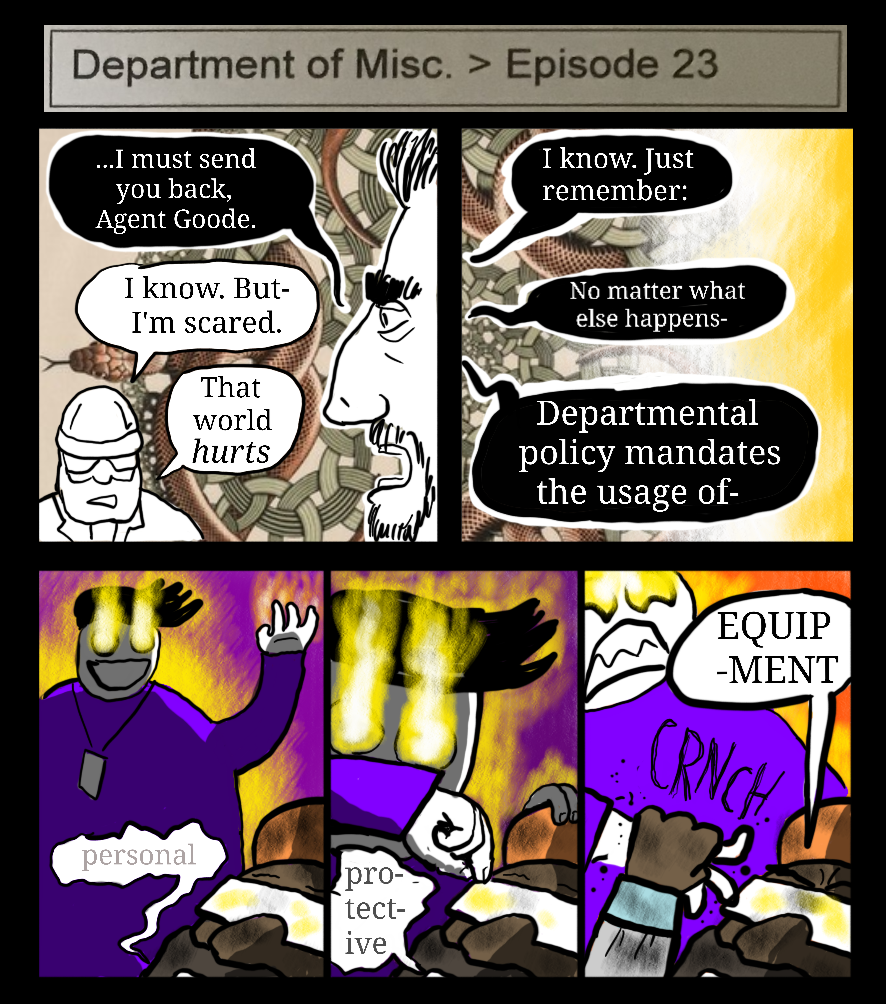 Department of Misc. > Episode 23
...I must send
you back,
Agent Goode.
I know. But-
I'm scared.
That
world
hurts
I know. Just
remember:
No matter what
else happens-
Departmental
policy mandates
the usage of-
personal
pro-
tect-
ive
EQUIP
-MENT
CRNCH